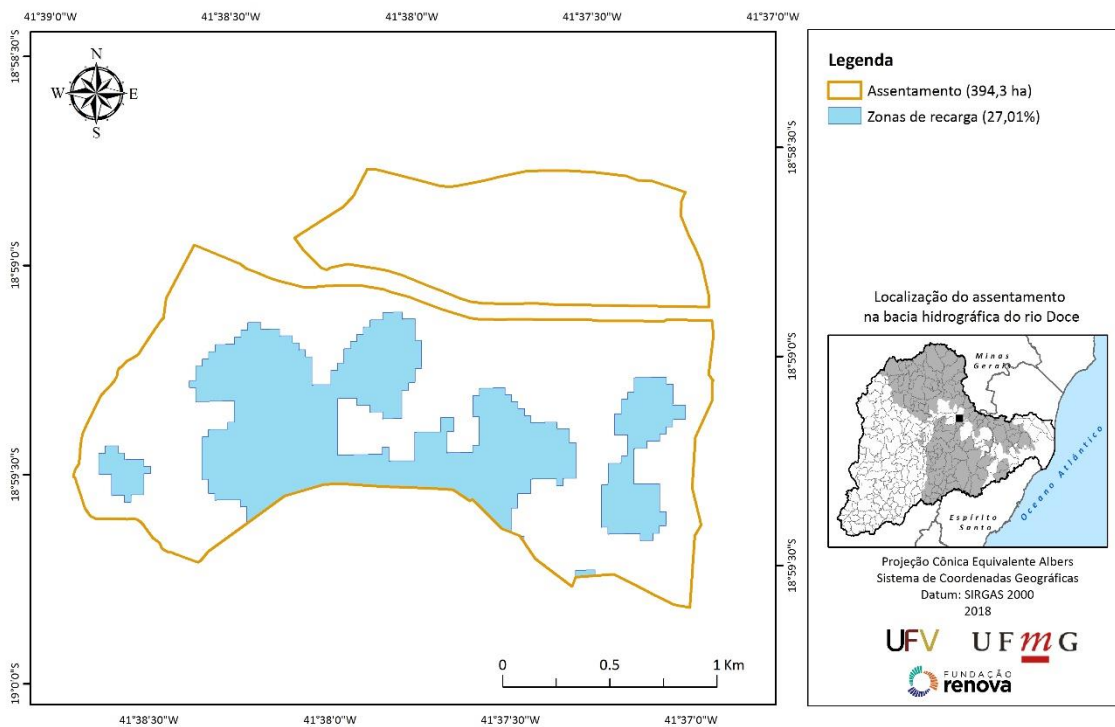 41°39'0"W
41°38'30"W
41°38'0"W
41°37'30"W
41°37'0"W
18°58'30"S
18°59'0"S
18°59'30"S
19°0'0"S
N
W
E
S
18°58'30"S
18°59'0"S
18°59'30"S
0
0.5
1 Km
41°38'30"W
41°38'0"W
41°37'30"W
41°37'0"W
Legenda
Assentamento (394,3 ha)
Zonas de recarga (27,01%)
Localização do assentamento
na bacia hidrográfica do rio Doce
Minas
Gerais
Oceano Atlântico
Espírito
Santo
Projeção Cônica Equivalente Albers
Sistema de Coordenadas Geográficas
Datum: SIRGAS 2000
2018
UFV
UFmG
FUNDAÇÃO
renova